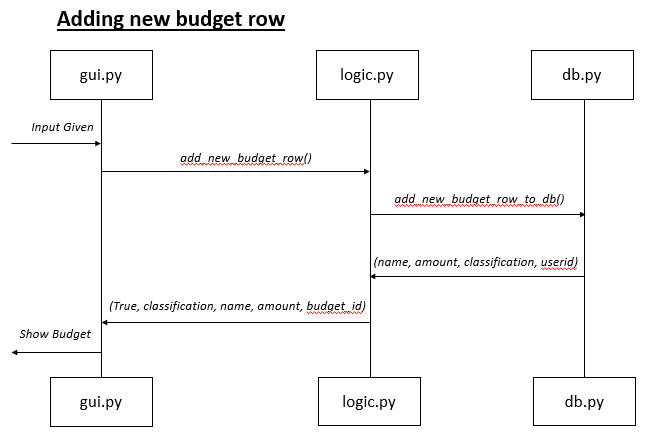 Adding new budget row
gui.py
logic.py
db.py
Input Given
add_new_budget_row()
add_new_budget_row_to_db()
(name, amount, classification, userid)
(True, classification, name, amount, budget_id)
Show Budget
gui.py
logic.py
db.py